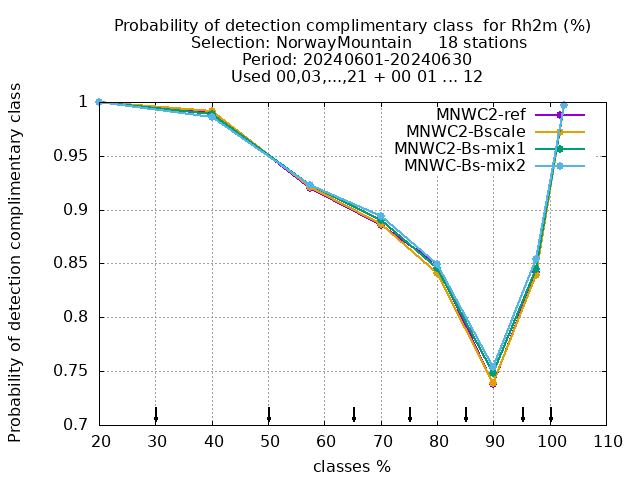 Probability of detection complimentary class  for Rh2m (%)
Selection: NorwayMountain     18 stations
Period: 20240601-20240630
Used 00,03,...,21 + 00 01 ... 12
Probability of detection complimentary class
1
0.95
0.9
0.85
0.8
0.75
0.7
MNWC2-ref
MNWC2-Bscale
MNWC2-Bs-mix1
MNWC-Bs-mix2
20 30 40 50 60 70 80 90 100 110
classes %